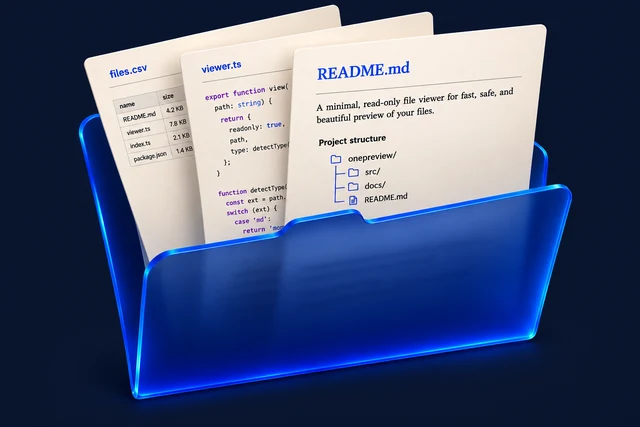 files.csv
name size
README.md 4.2 KB
viewer.ts 7.8 KB
index.ts 2.1 KB
package.json 1.4 KB
viewer.ts
export function view(
path: string) {
return {
readonly: true,
path,
type: detectType(
};
}
function detectType(
const ext = path.
switch (ext) {
case 'md':
return
README.md
A minimal, read-only file viewer for fast, safe, and
beautiful preview of your files.
Project structure
onepreview/
src/
docs/
README.md